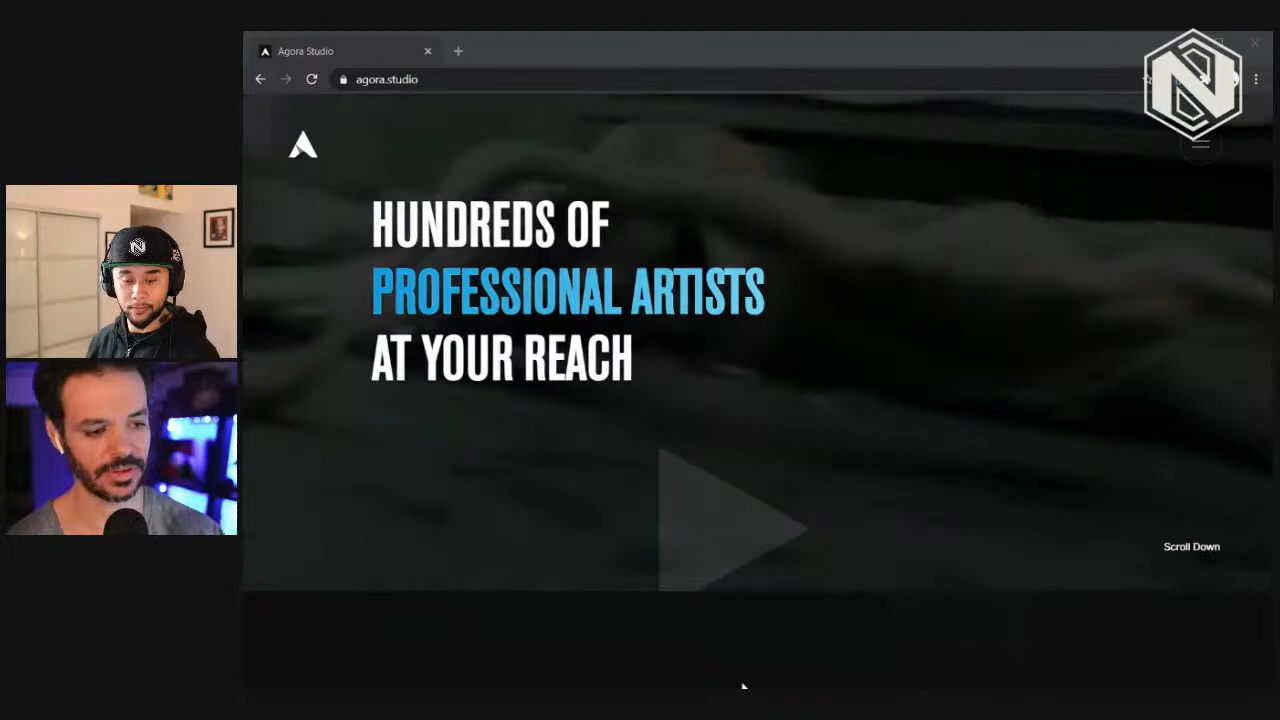 Agora Studio
agora.studio
HUNDREDS OF
PROFESSIONAL ARTISTS
AT YOUR REACH
Scroll Down